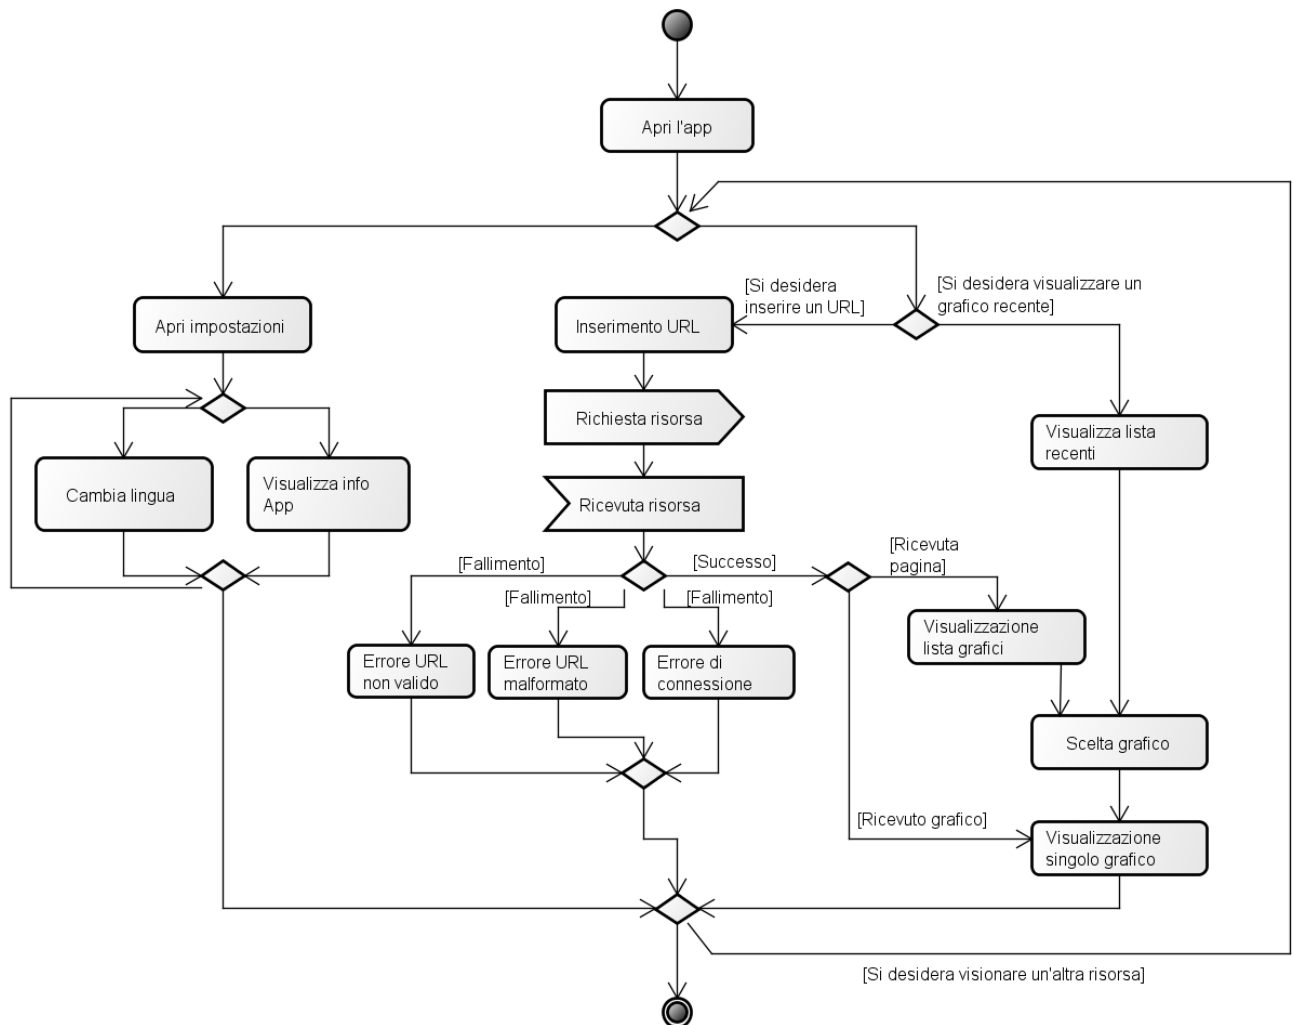 Apri l'app
[Si desidera
inserire un URL]
[Si desidera visualizzare un
grafico recente]
Apri impostazioni
Inserimento URL
Richiesta risorsa
Visualizza lista
recenti
Cambia lingua
Visualizza info
App
Ricevuta risorsa
[Fallimento]
[Successo]
[Ricevuta
pagina]
[Fallimento]
[Fallimento]
Visualizzazione
lista grafici
Errore URL
non valido
Errore URL
malformato
Errore di
connessione
Scelta grafico
[Ricevuto grafico]
Visualizzazione
singolo grafico
[Si desidera visionare un'altra risorsa]